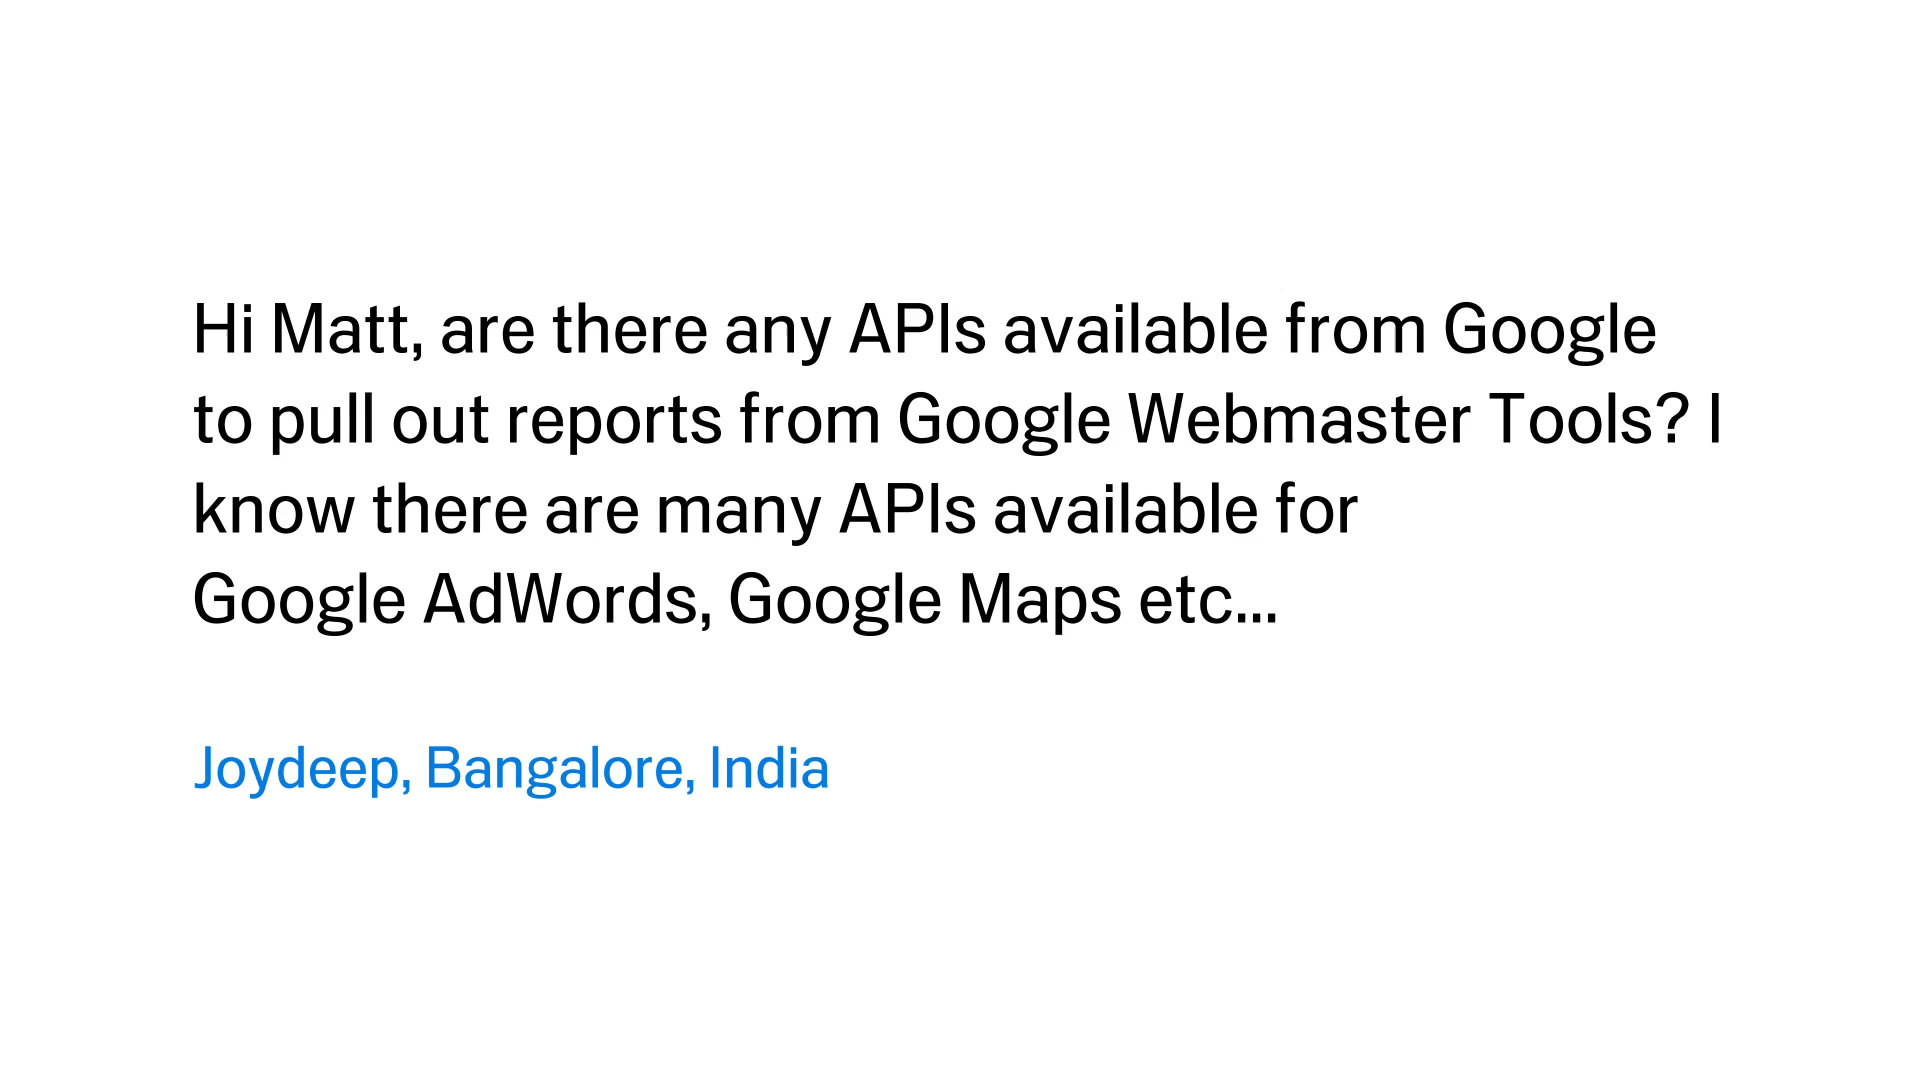 Hi Matt, are there any APIs available from Google
to pull out reports from Google Webmaster Tools? I
know there are many APIs available for
Google AdWords, Google Maps etc...
Joydeep, Bangalore, India